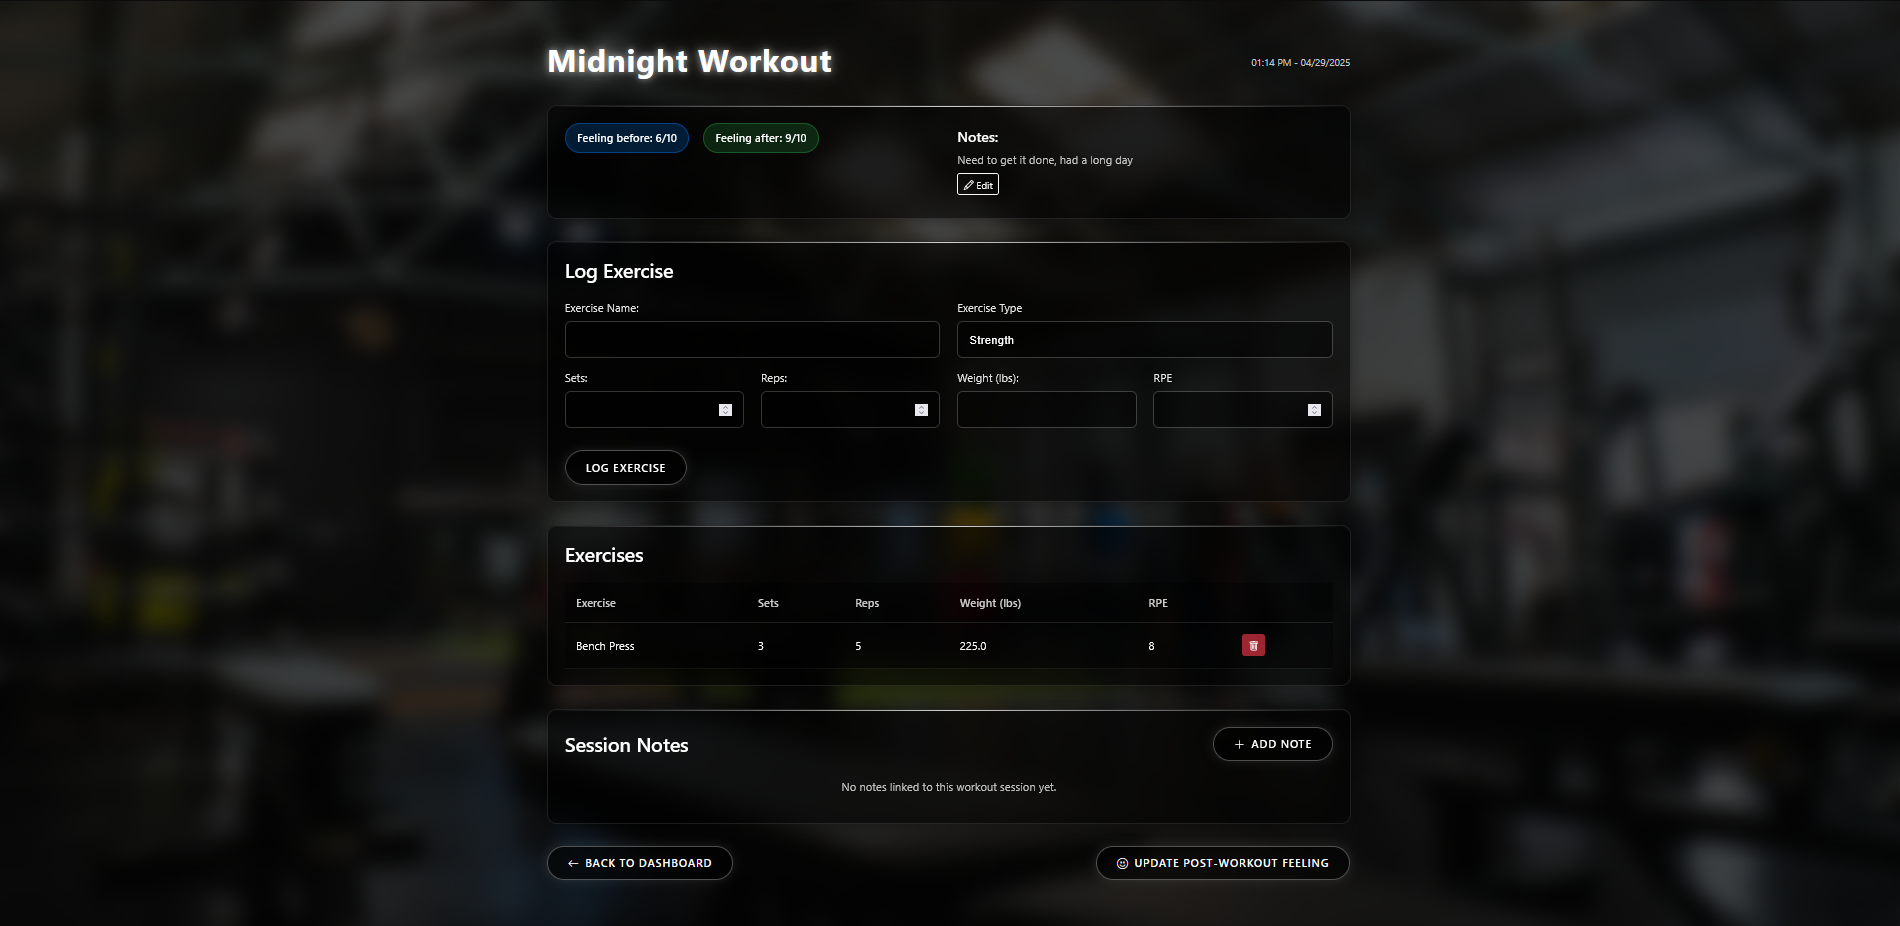 Midnight Workout
01:14 PM - 04/29/2025
Feeling before: 6/10
Feeling after: 9/10
Notes:
Need to get it done, had a long day
Edit
Log Exercise
Exercise Name:
Exercise Type
Strength
Sets:
Reps:
Weight (lbs):
RPE
LOG EXERCISE
Exercises
Exercise Sets Reps Weight (lbs) RPE
Bench Press 3 5 225.0 8
Session Notes
+ ADD NOTE
No notes linked to this workout session yet.
← BACK TO DASHBOARD
UPDATE POST-WORKOUT FEELING